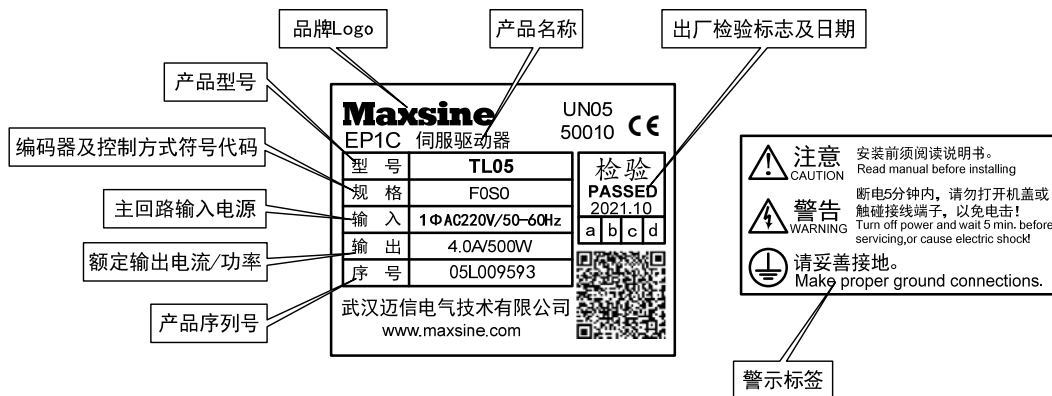 品牌Logo
产品名称
出厂检验标志及日期
产品型号
编码器及控制方式符号代码
主回路输入电源
额定输出电流/功率
产品序列号
Maxsine
UN05
50010 CE
EP1C 伺服驱动器
型 号 TL05
规 格 F0S0
输 入 1ΦAC220V/50-60Hz
输 出 4.0A/500W
序 号 05L009593
检验
PASSED
2021.10
a b c d
武汉迈信电气技术有限公司
www.maxsine.com
注意 安装前须阅读说明书。
CAUTION Read manual before installing
警告 断电5分钟内，请勿打开机盖或
触碰接线端子，以免电击！
WARNING Turn off power and wait 5 min. before
servicing,or cause electric shock!
请妥善接地。
Make proper ground connections.
警示标签